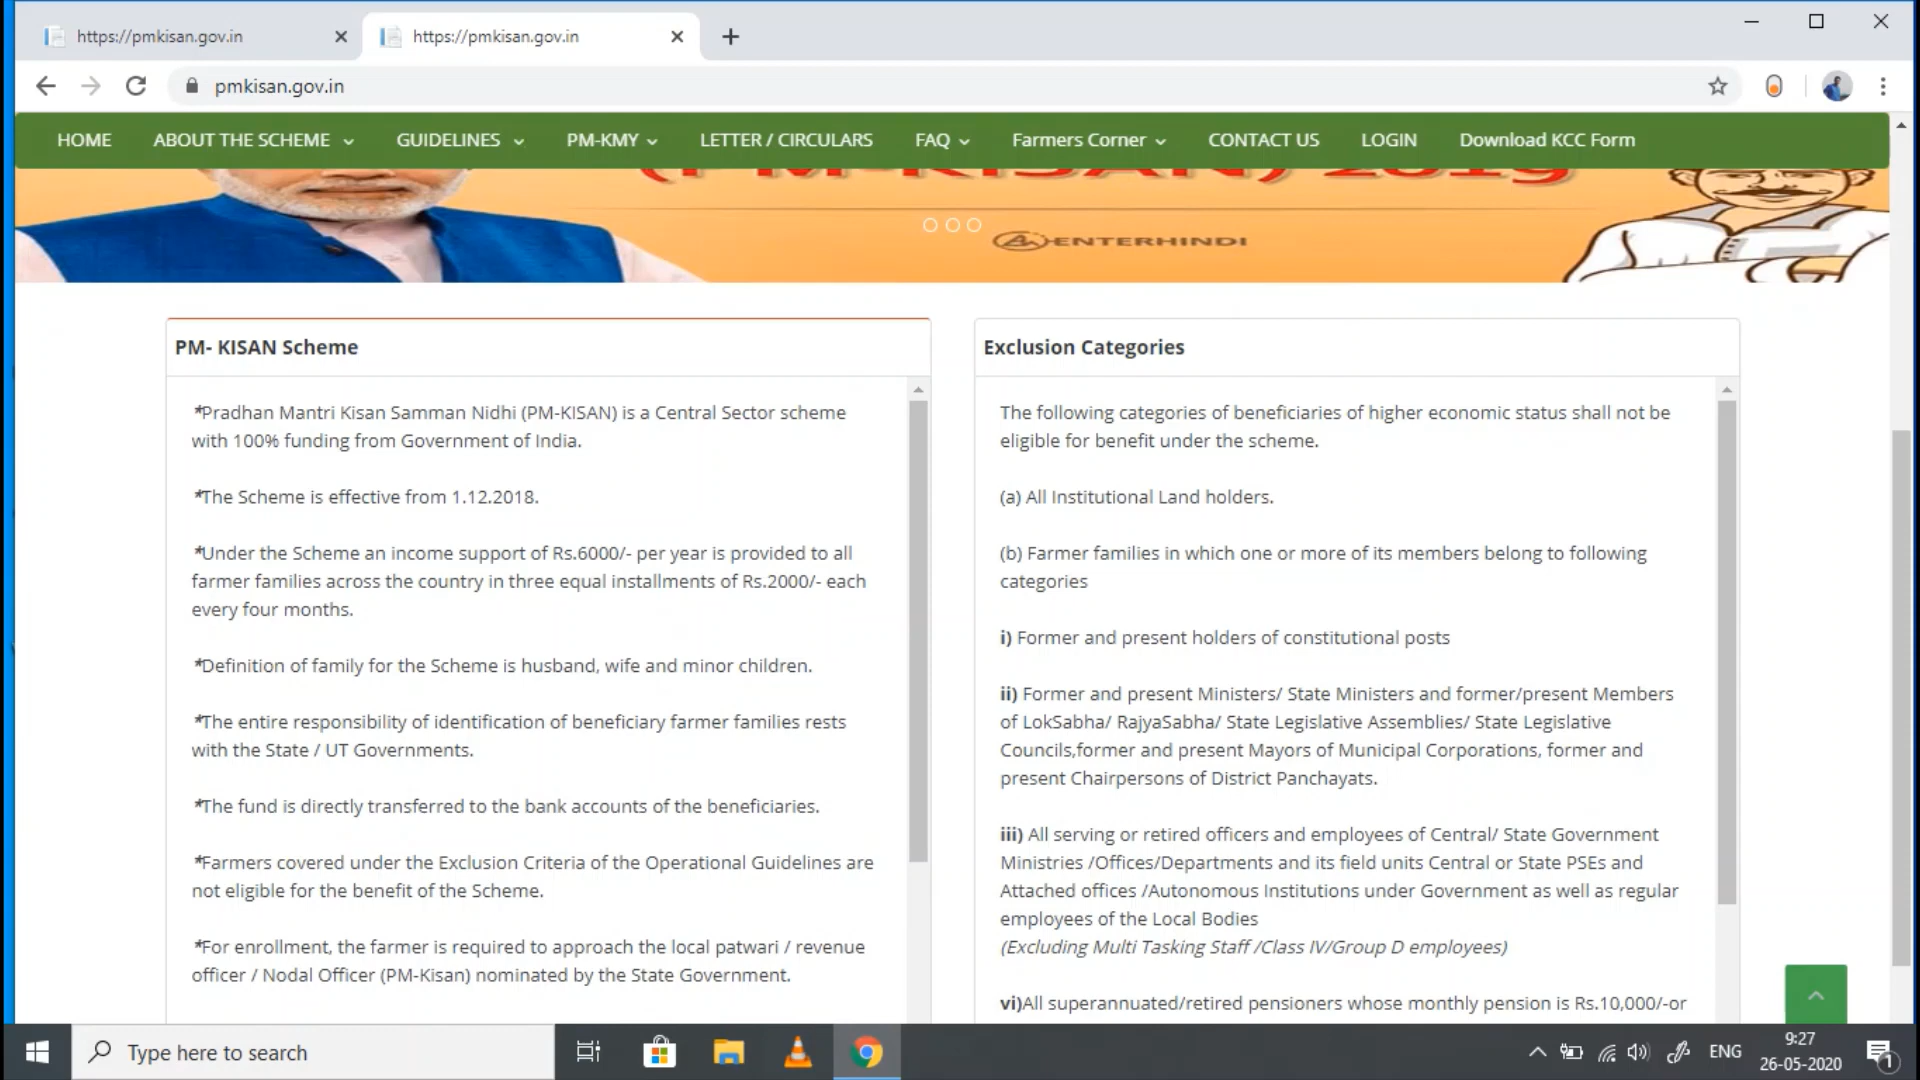 https://pmkisan.gov.in
https://pmkisan.gov.in
pmkisan.gov.in
HOME ABOUT THE SCHEME GUIDELINES PM-KMY LETTER / CIRCULARS FAQ Farmers Corner CONTACT US LOGIN Download KCC Form
(PM-KISAN) 2019
ENTERHINDI
PM- KISAN Scheme
*Pradhan Mantri Kisan Samman Nidhi (PM-KISAN) is a Central Sector scheme
with 100% funding from Government of India.
*The Scheme is effective from 1.12.2018.
*Under the Scheme an income support of Rs.6000/- per year is provided to all
farmer families across the country in three equal installments of Rs.2000/- each
every four months.
*Definition of family for the Scheme is husband, wife and minor children.
*The entire responsibility of identification of beneficiary farmer families rests
with the State / UT Governments.
*The fund is directly transferred to the bank accounts of the beneficiaries.
*Farmers covered under the Exclusion Criteria of the Operational Guidelines are
not eligible for the benefit of the Scheme.
*For enrollment, the farmer is required to approach the local patwari / revenue
officer / Nodal Officer (PM-Kisan) nominated by the State Government.
Exclusion Categories
The following categories of beneficiaries of higher economic status shall not be
eligible for benefit under the scheme.
(a) All Institutional Land holders.
(b) Farmer families in which one or more of its members belong to following
categories
i) Former and present holders of constitutional posts
ii) Former and present Ministers/ State Ministers and former/present Members
of LokSabha/ RajyaSabha/ State Legislative Assemblies/ State Legislative
Councils,former and present Mayors of Municipal Corporations, former and
present Chairpersons of District Panchayats.
iii) All serving or retired officers and employees of Central/ State Government
Ministries /Offices/Departments and its field units Central or State PSEs and
Attached offices /Autonomous Institutions under Government as well as regular
employees of the Local Bodies
(Excluding Multi Tasking Staff /Class IV/Group D employees)
vi)All superannuated/retired pensioners whose monthly pension is Rs.10,000/-or
Type here to search
ENG
9:27
26-05-2020
1